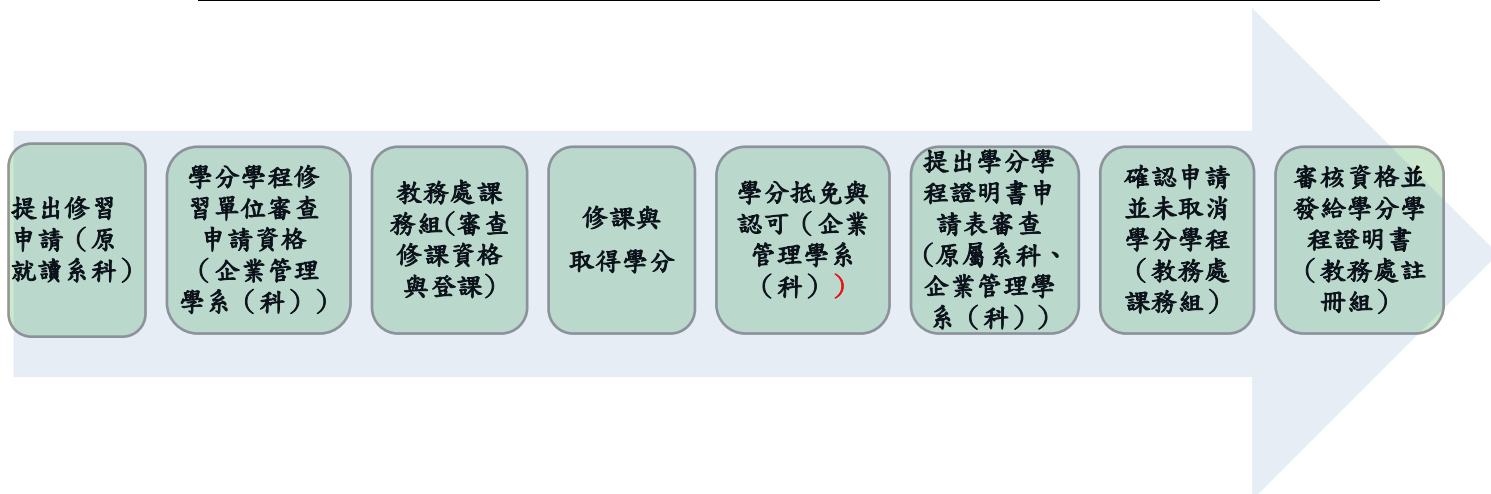 提出修習
申請（原
就讀系科）
學分學程修
習單位審查
申請資格
（企業管理
學系（科））
教務處課
務組(審查
修課資格
與登課)
修課與
取得學分
學分抵免與
認可（企業
管理學系
（科））
提出學分學
程證明書申
請表審查
(原屬系科、
企業管理學
系（科））
確認申請
並未取消
學分學程
（教務處
課務組）
審核資格並
發給學分學
程證明書
（教務處註
冊組）